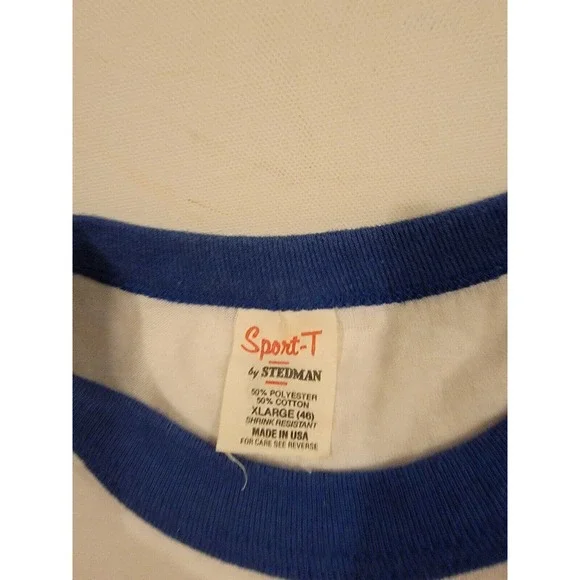 Sport-T
by STEDMAN
50% POLYESTER
50% COTTON
XLARGE (46)
SHRINK RESISTANT
MADE IN USA
FOR CARE SEE REVERSE